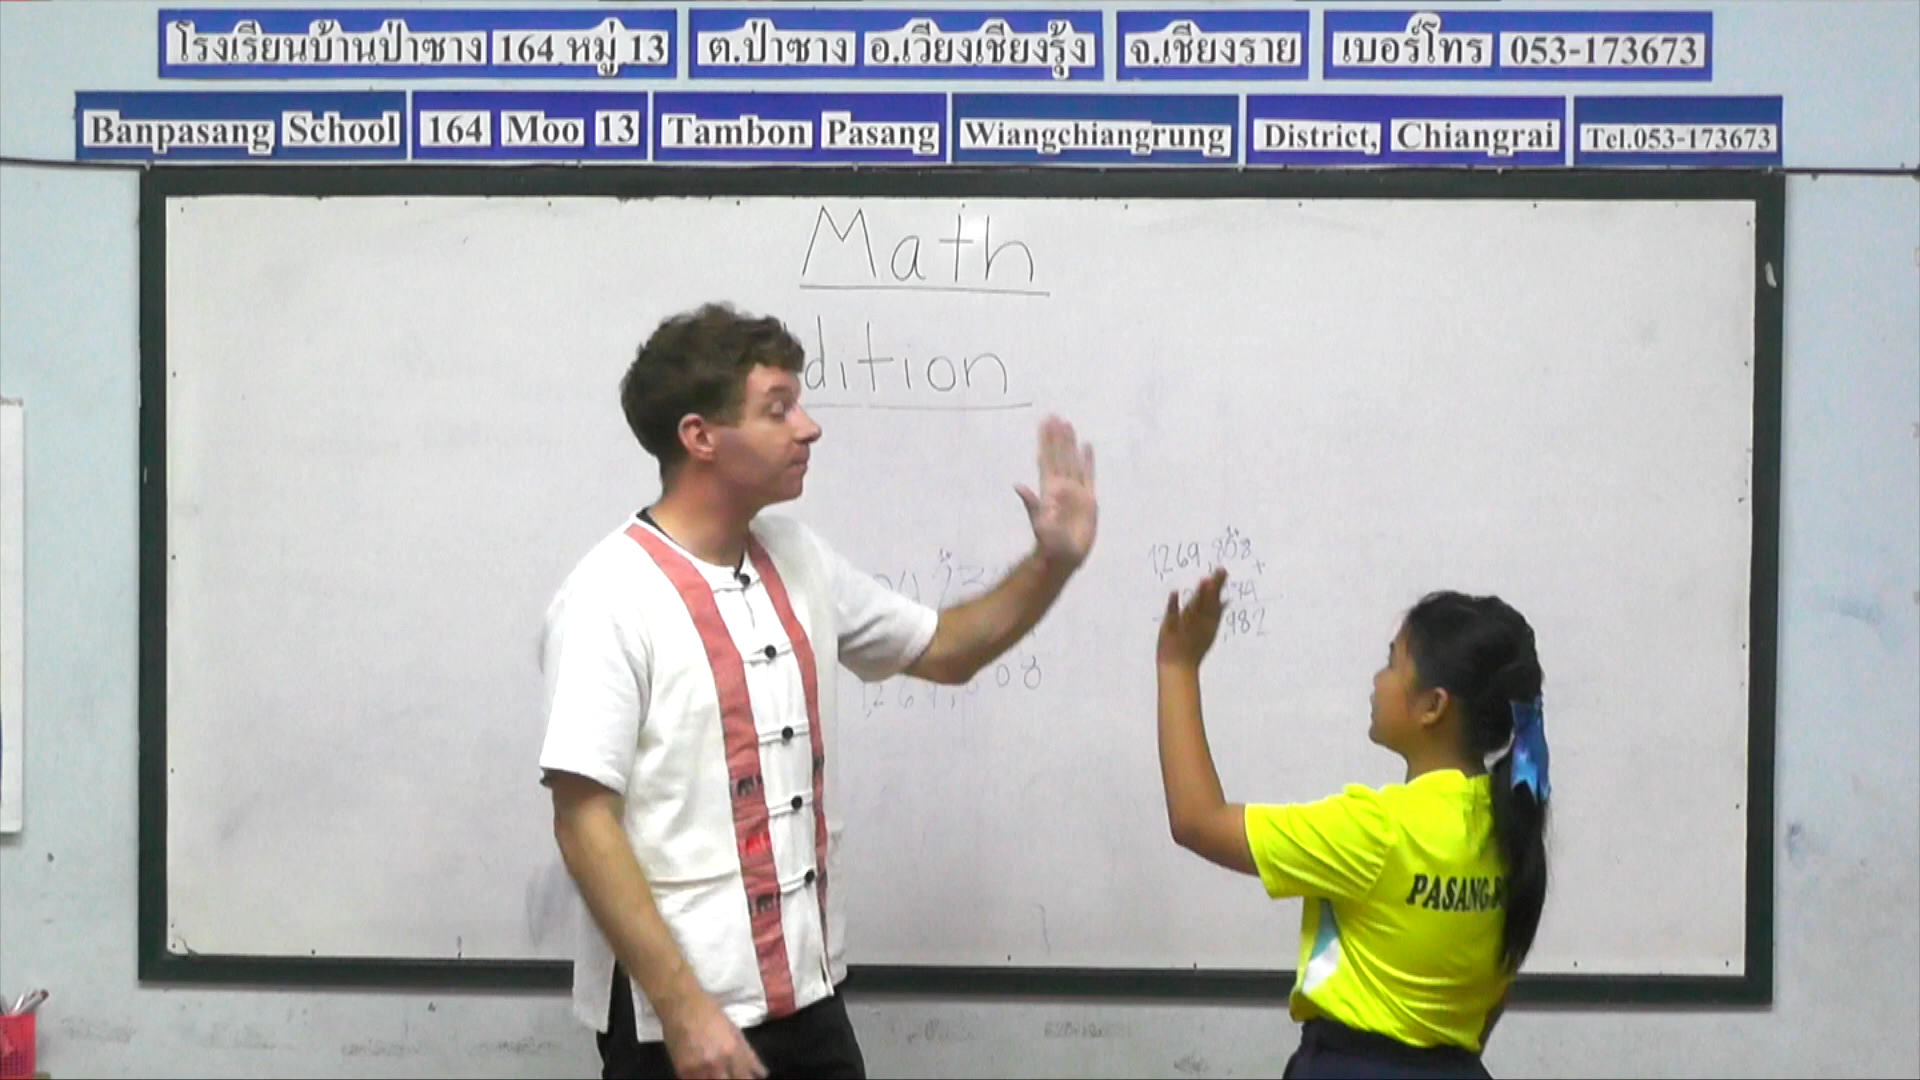 โรงเรียนบ้านป่าซาง 164 หมู่ 13 ต.ป่าซาง อ.เวียงเชียงรุ้ง จ.เชียงราย เบอร์โทร 053-173673
Banpasang School 164 Moo 13 Tambon Pasang Wiangchiangrung District, Chiangrai Tel.053-173673
Math
dition
1,269,808
+
,982
PASANG